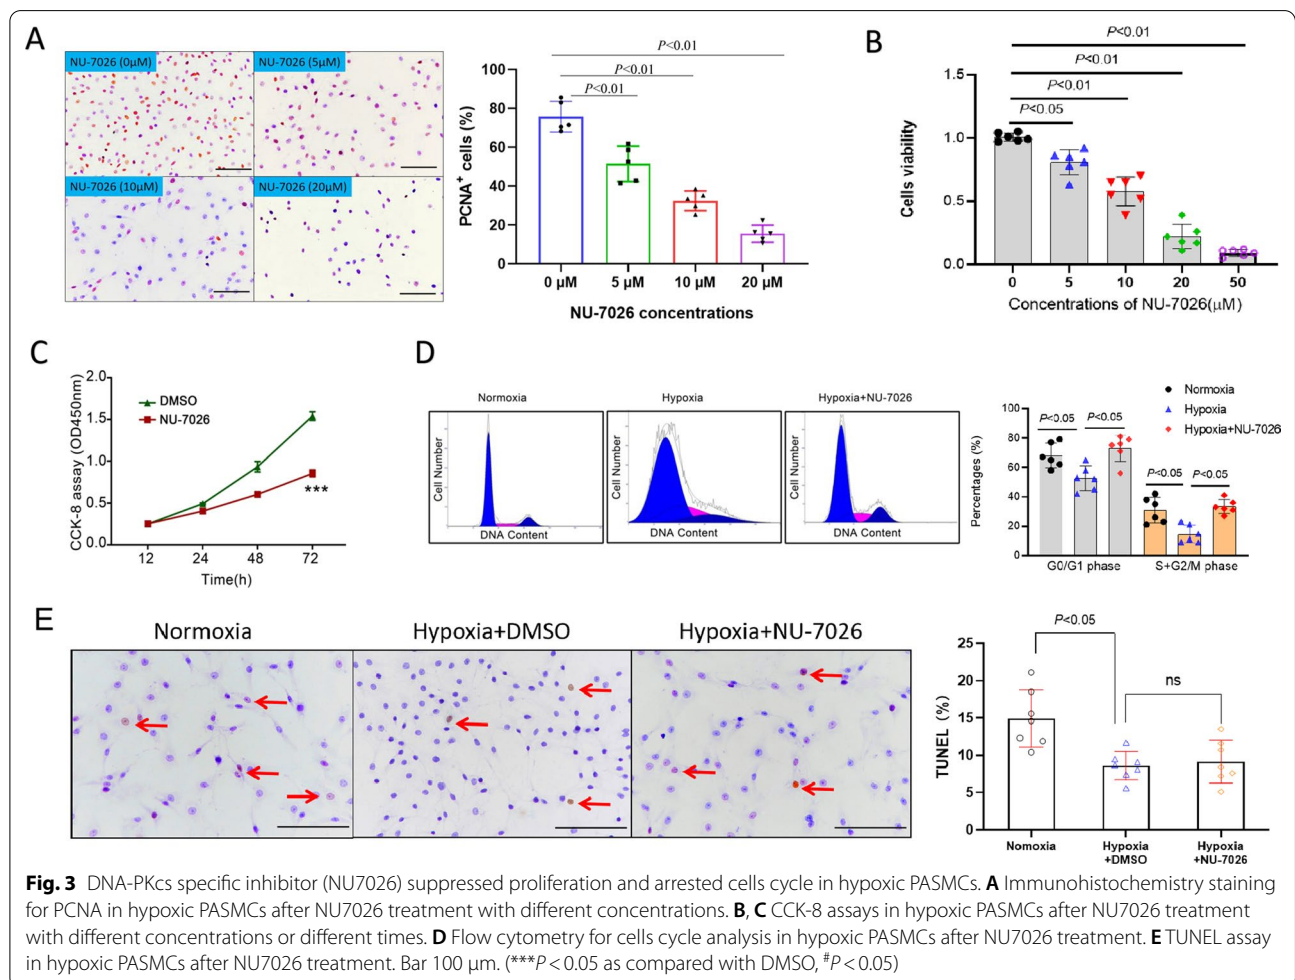 A
NU-7026 (0μM)
NU-7026 (5μM)
NU-7026 (10μM)
NU-7026 (20μM)
P<0.01
P<0.01
P<0.01
PCNA+ cells (%)
100
80
60
40
20
0
0 μM
5 μM
10 μM
20 μM
NU-7026 concentrations
B
P<0.01
P<0.01
P<0.01
P<0.05
Cells viability
1.5
1.0
0.5
0.0
0
5
10
20
50
Concentrations of NU-7026(μM)
C
CCK-8 assay (OD450nm)
2.0
1.5
1.0
0.5
0.0
DMSO
NU-7026
***
12
24
48
72
Time(h)
D
Normoxia
Hypoxia
Hypoxia+NU-7026
Cell Number
Cell Number
Cell Number
DNA Content
DNA Content
DNA Content
Normoxia
Hypoxia
Hypoxia+NU-7026
Percentages (%)
100
80
60
40
20
0
P<0.05
P<0.05
P<0.05
P<0.05
G0/G1 phase
S+G2/M phase
E
Normoxia
Hypoxia+DMSO
Hypoxia+NU-7026
P<0.05
ns
TUNEL (%)
25
20
15
10
5
0
Nomoxia
Hypoxia
+DMSO
Hypoxia
+NU-7026
Fig. 3 DNA-PKcs specific inhibitor (NU7026) suppressed proliferation and arrested cells cycle in hypoxic PASMCs. A Immunohistochemistry staining
for PCNA in hypoxic PASMCs after NU7026 treatment with different concentrations. B, C CCK-8 assays in hypoxic PASMCs after NU7026 treatment
with different concentrations or different times. D Flow cytometry for cells cycle analysis in hypoxic PASMCs after NU7026 treatment. E TUNEL assay
in hypoxic PASMCs after NU7026 treatment. Bar 100 μm. (***P < 0.05 as compared with DMSO, #P < 0.05)